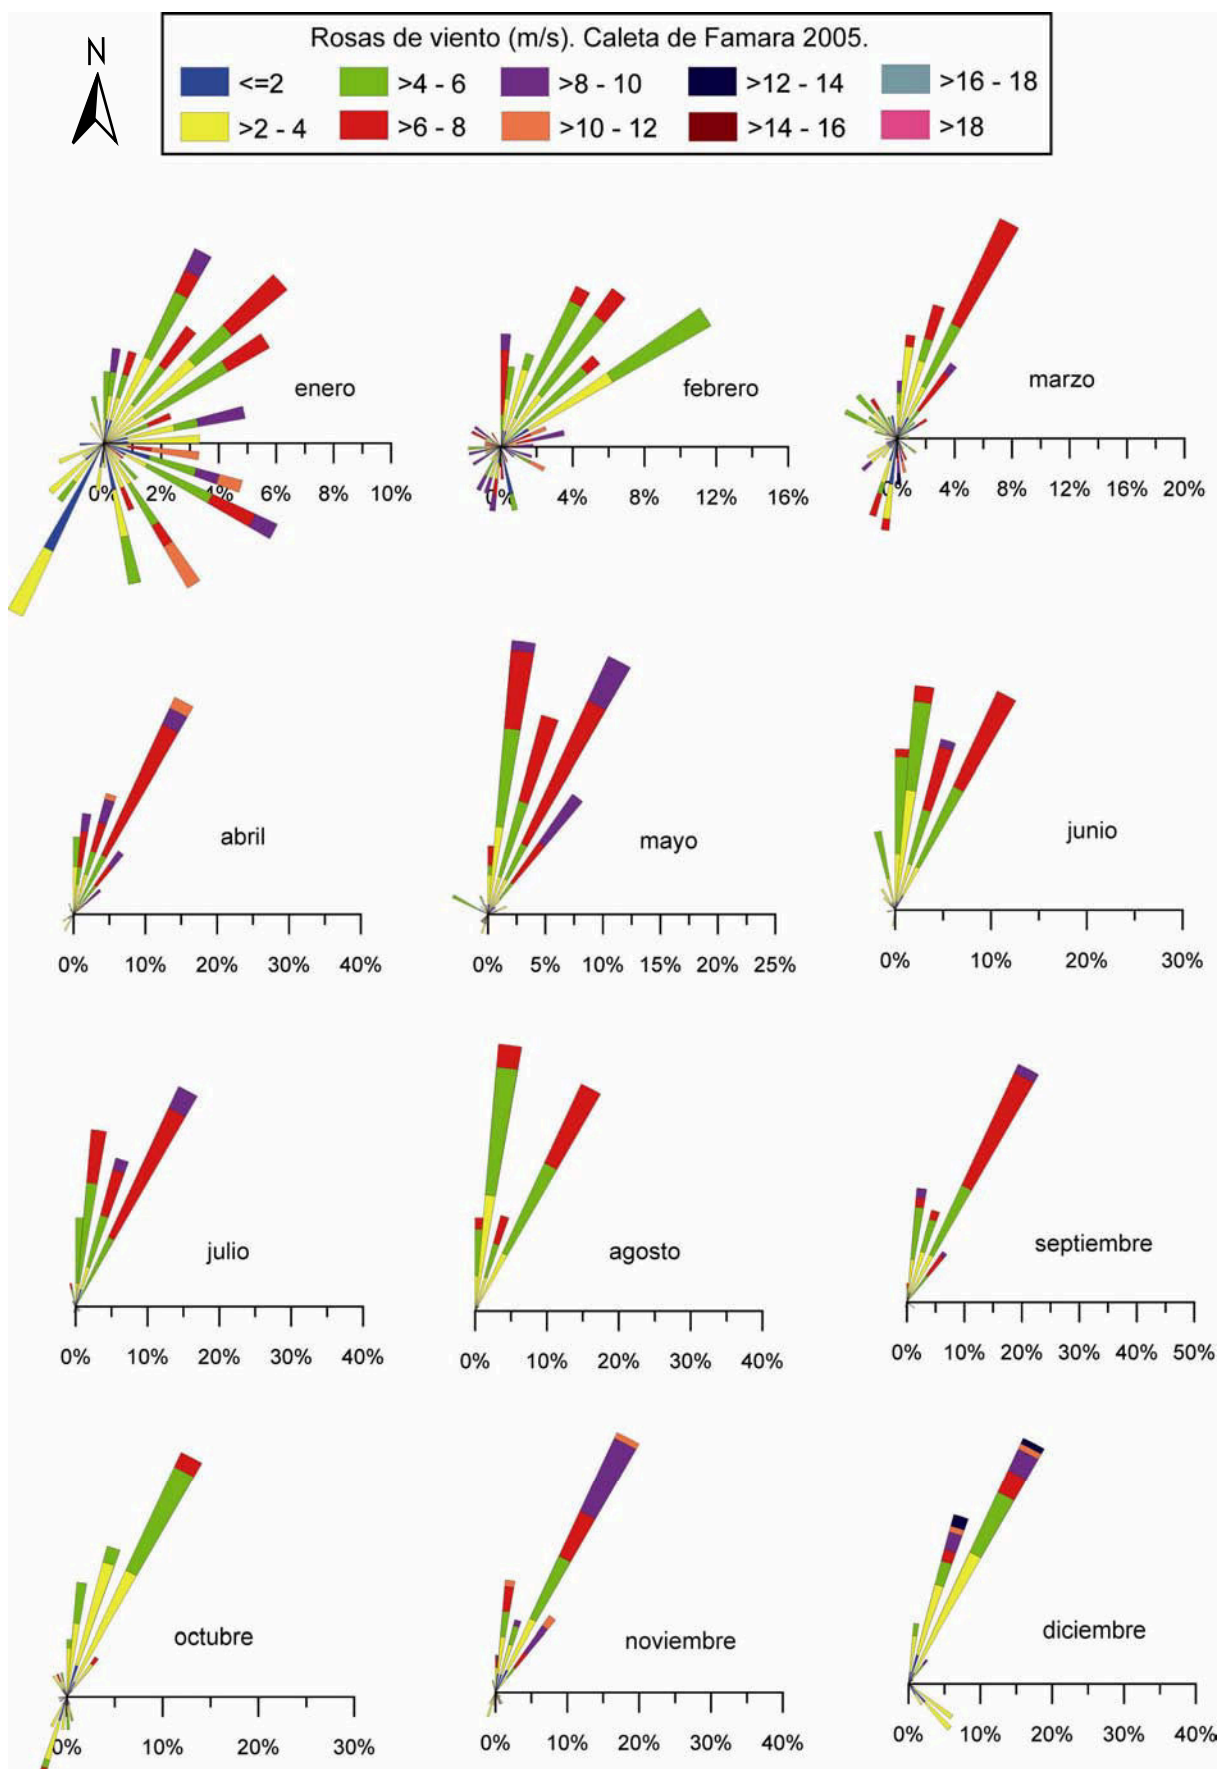 N
Rosas de viento (m/s). Caleta de Famara 2005.
<=2 >4 - 6 >8 - 10 >12 - 14 >16 - 18
>2 - 4 >6 - 8 >10 - 12 >14 - 16 >18
enero febrero marzo
0% 2% 4% 6% 8% 10% 0% 4% 8% 12% 16% 0% 4% 8% 12% 16% 20%
abril mayo junio
0% 10% 20% 30% 40% 0% 5% 10% 15% 20% 25% 0% 10% 20% 30%
julio agosto septiembre
0% 10% 20% 30% 40% 0% 10% 20% 30% 40% 0% 10% 20% 30% 40% 50%
octubre noviembre diciembre
0% 10% 20% 30% 0% 10% 20% 30% 40% 0% 10% 20% 30% 40%